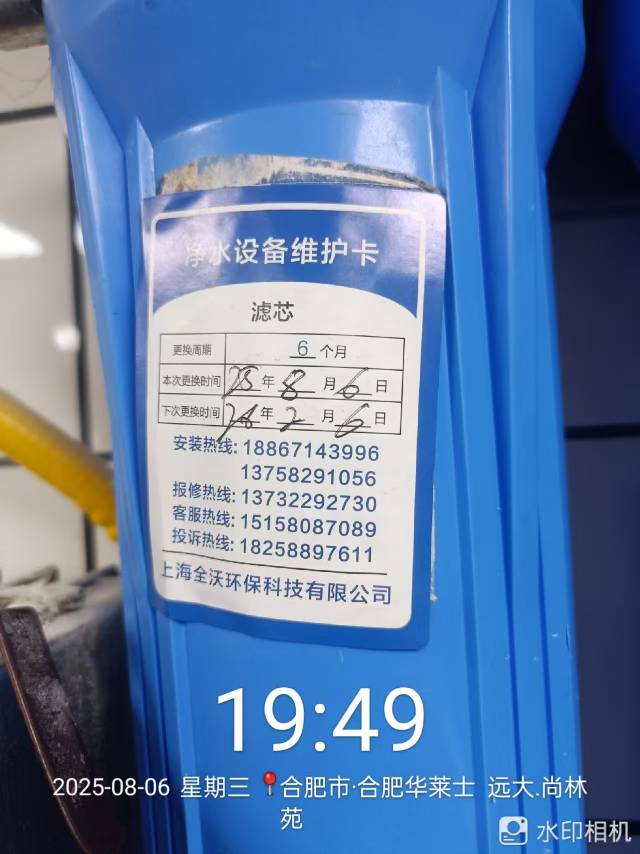 净水设备维护卡
滤芯
更换周期 6 个月
本次更换时间 25 年 8 月 6 日
下次更换时间 26 年 2 月 6 日
安装热线: 18867143996
13758291056
报修热线: 13732292730
客服热线: 15158087089
投诉热线: 18258897611
上海全沃环保科技有限公司
19:49
2025-08-06 星期三 合肥市·合肥华莱士 远大.尚林
苑
水印相机